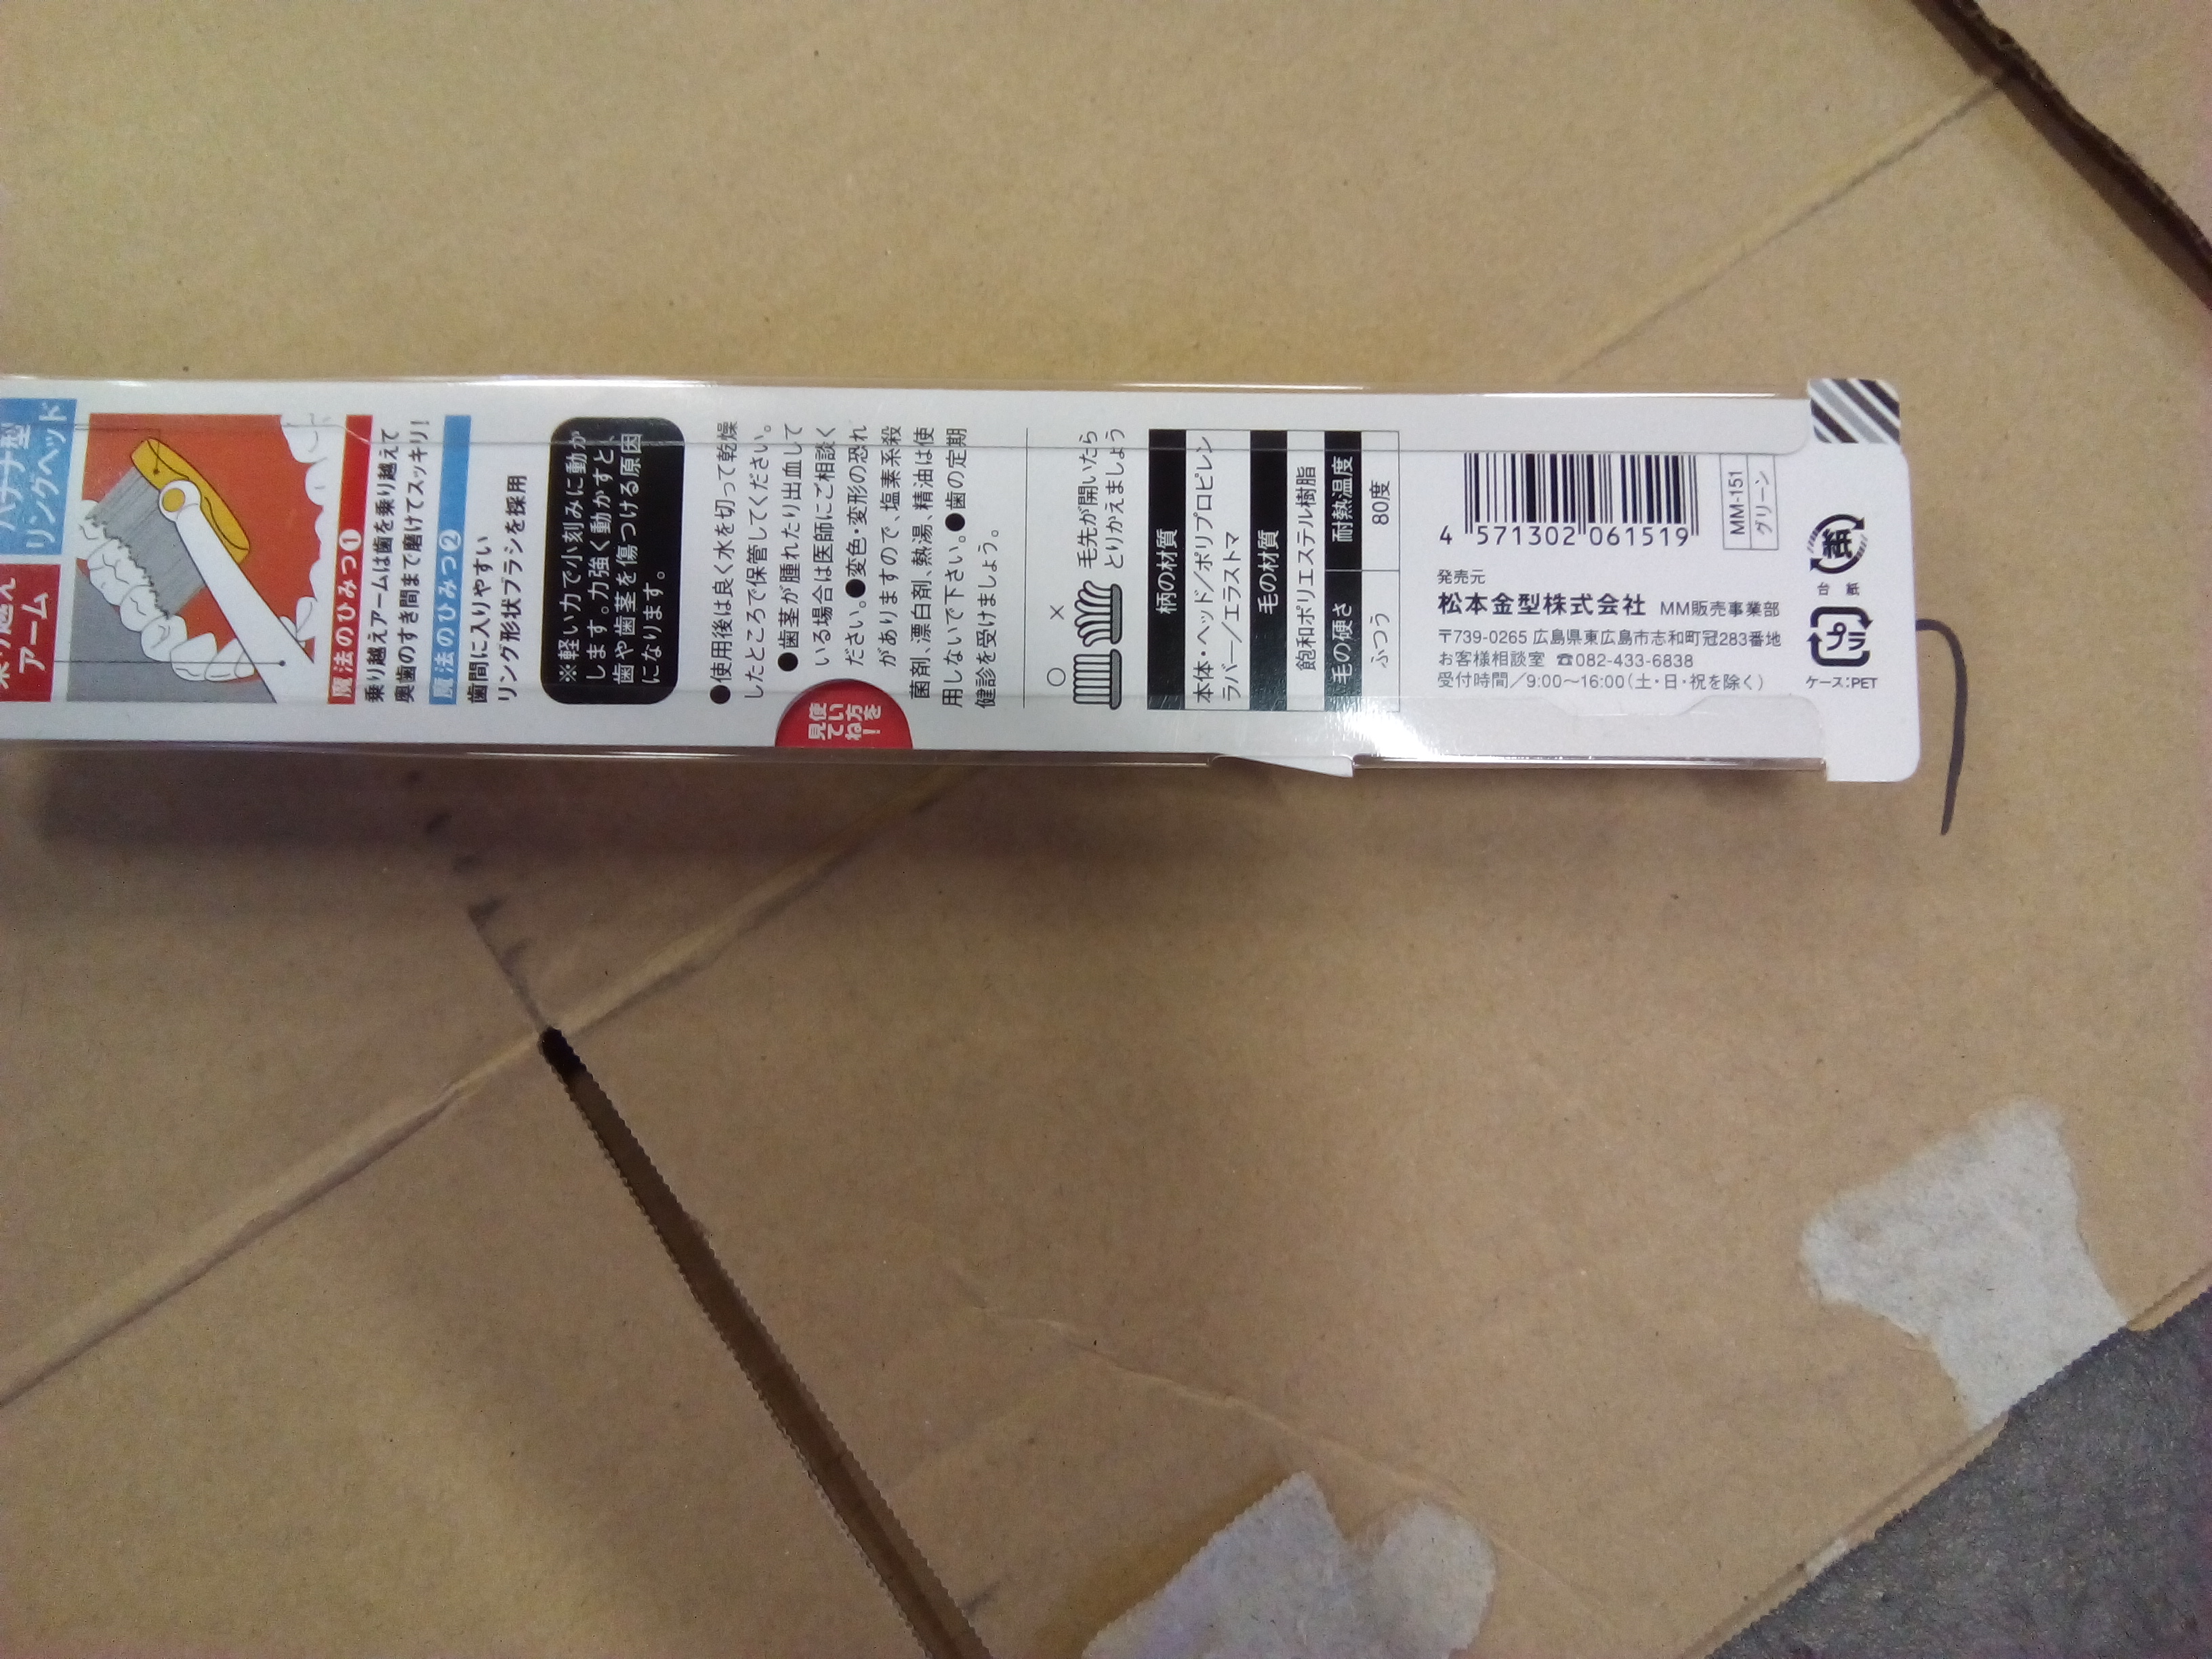 リングヘッド
アーム
魔法のひみつ❶
乗り越えアームは歯を乗り越えて
奥歯のすき間まで磨けてスッキリ!
魔法のひみつ❷
歯間に入りやすい
リング形状ブラシを採用
※軽い力で小刻みに動か
します。力強く動かすと、
歯や歯茎を傷つける原因
になります。
●使用後は良く水を切って乾燥
したところで保管してください。
●歯茎が腫れたり出血して
いる場合は医師にご相談く
ださい。●変色・変形の恐れ
がありますので、塩素系殺
菌剤、漂白剤、熱湯、精油は使
用しないで下さい。●歯の定期
健診を受けましょう。
使い方を
見ていてね!
○ × 毛先が開いたら
とりかえましょう
柄の材質
本体・ヘッド/ポリプロピレン
ラバー/エラストマ
毛の材質
飽和ポリエステル樹脂
毛の硬さ 耐熱温度
ふつう 80度
4 571302 061519
MM-151
グリーン
発売元
松本金型株式会社 MM販売事業部
〒739-0265 広島県東広島市志和町冠283番地
お客様相談室 ☎082-433-6838
受付時間/9:00〜16:00(土・日・祝を除く)
紙
台紙
プラ
ケース:PET